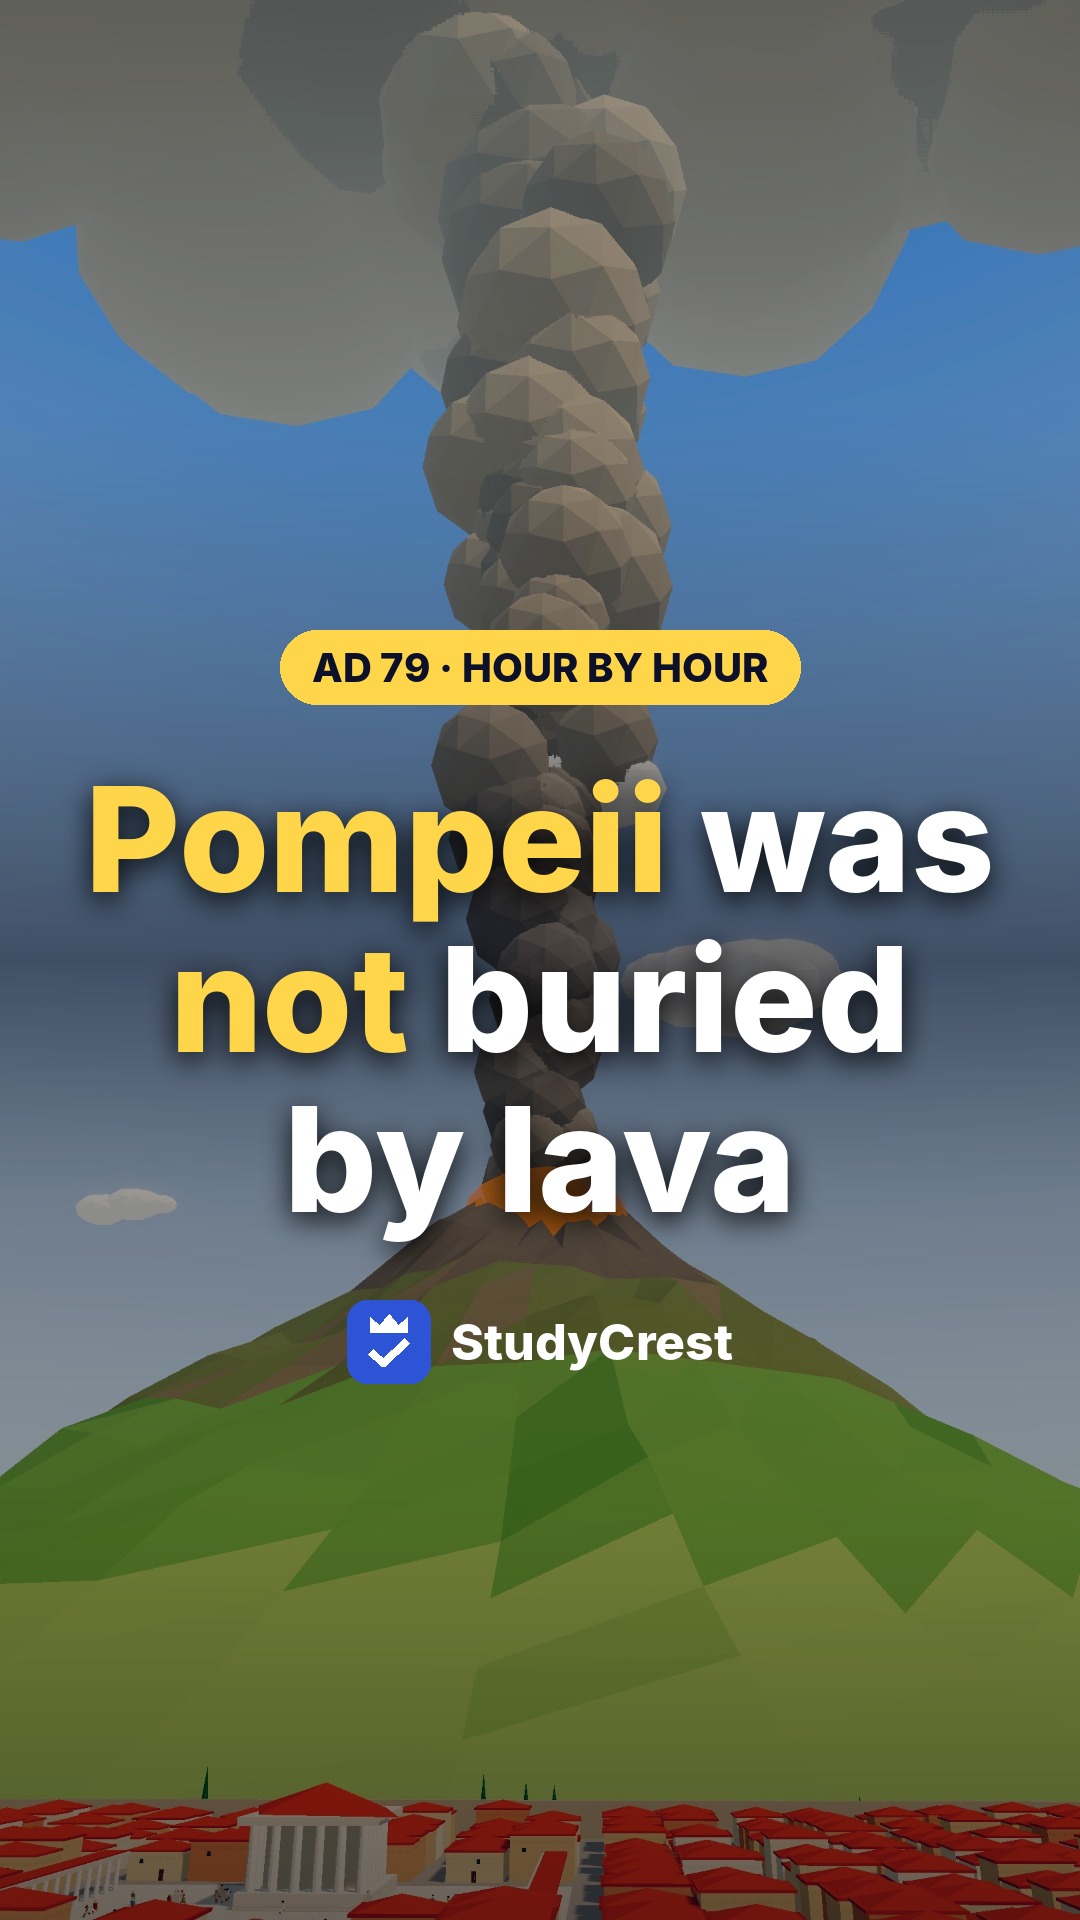 AD 79 · HOUR BY HOUR
Pompeii was
not buried
by lava
StudyCrest